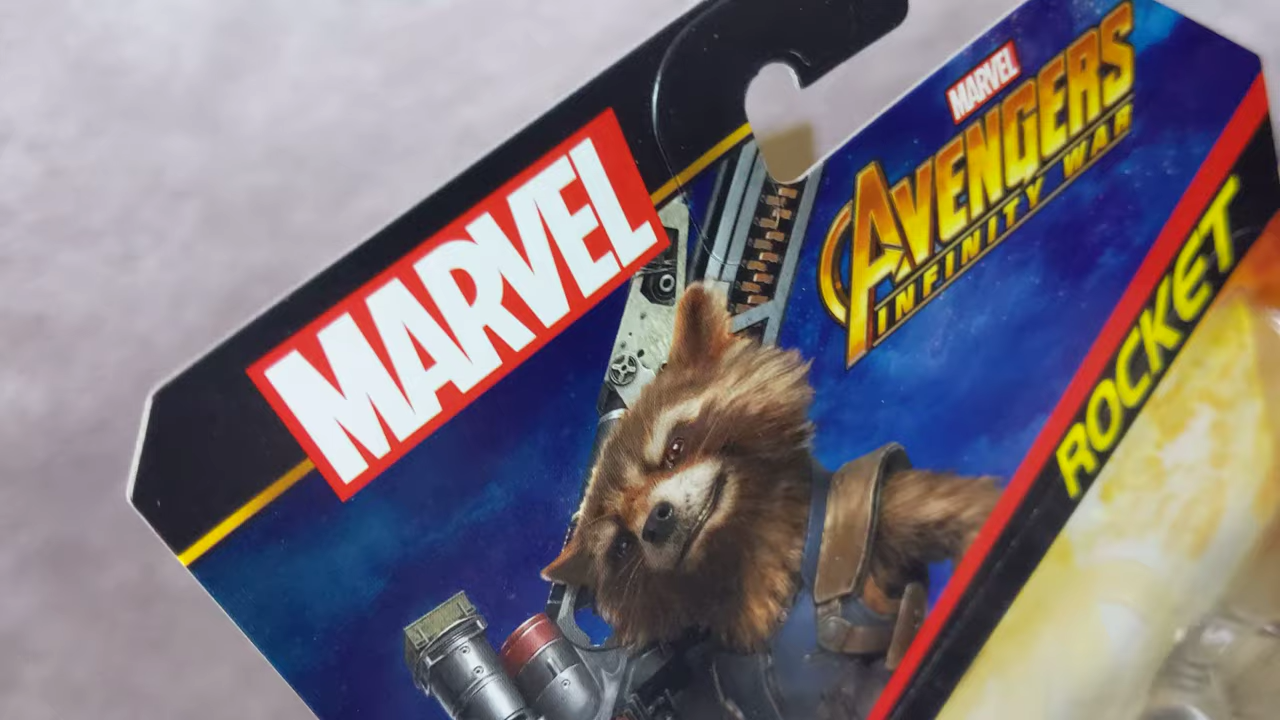 MARVEL
MARVEL
AVENGERS
INFINITY WAR
ROCKET